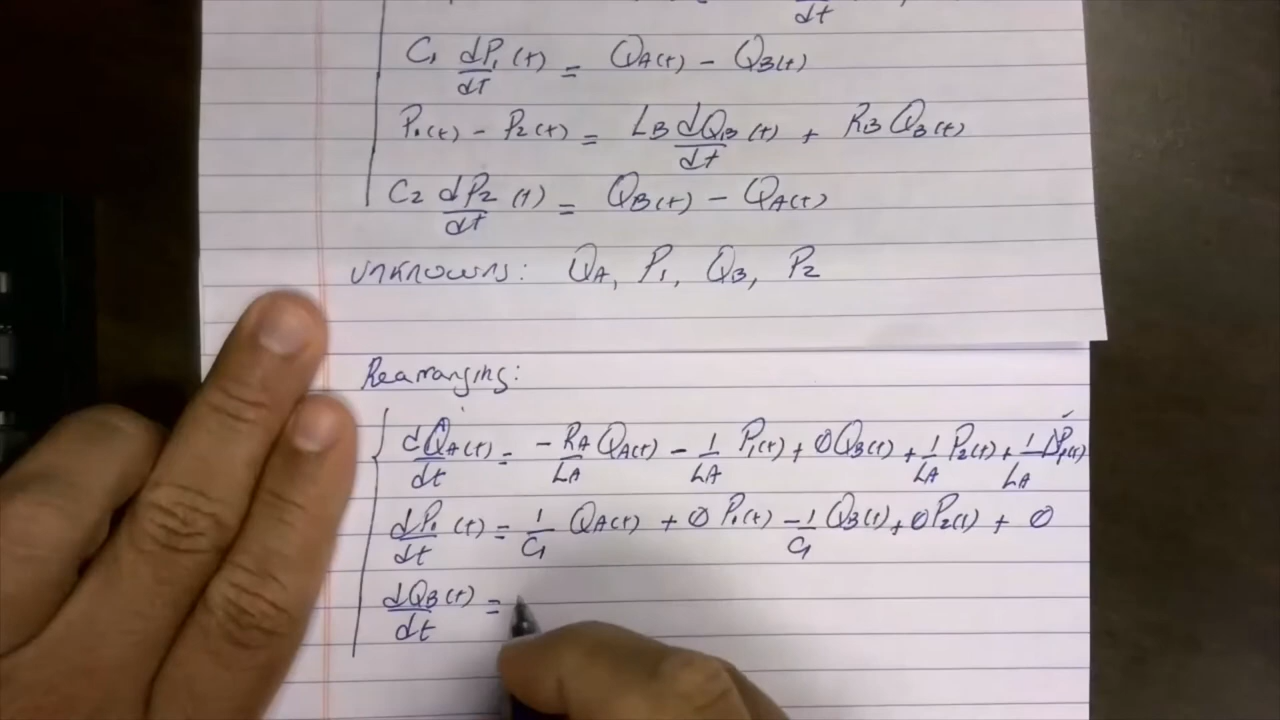 dt
C₁ dP₁(t)/dt = QA(t) - QB(t)
P₁(t) - P₂(t) = LB dQB(t)/dt + RB QB(t)
C₂ dP₂(t)/dt = QB(t) - QA(t)
unknowns: QA, P₁, QB, P₂
Rearranging:
dQA(t)/dt = - RA/LA QA(t) - 1/LA P₁(t) + 0 QB(t) + 1/LA P₂(t) + 1/LA ΔPp(t)
dP₁(t)/dt = 1/C₁ QA(t) + 0 P₁(t) - 1/C₁ QB(t) + 0 P₂(t) + 0
dQB(t)/dt =